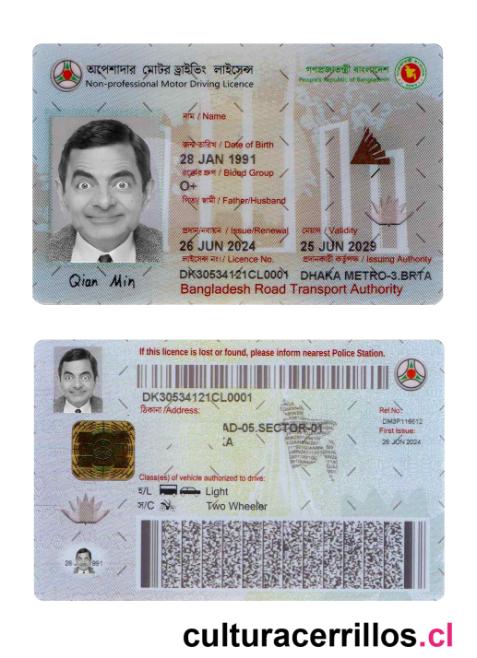 অপেশাদার মোটর ড্রাইভিং লাইসেন্স
Non-professional Motor Driving Licence
গণপ্রজাতন্ত্রী বাংলাদেশ
People's Republic of Bangladesh
নাম / Name
জন্ম তারিখ / Date of Birth
28 JAN 1991
রক্তের গ্রুপ / Blood Group
O+
পিতা/ স্বামী / Father/Husband
প্রদান/নবায়ন / Issue/Renewal
মেয়াদ / Validity
26 JUN 2024
25 JUN 2029
লাইসেন্স নং / Licence No.
প্রদানকারী কর্তৃপক্ষ / Issuing Authority
DK30534121CL0001
DHAKA METRO-3.BRTA
Bangladesh Road Transport Authority
Qian Min
If this licence is lost or found, please inform nearest Police Station.
DK30534121CL0001
ঠিকানা /Address:
AD-05.SECTOR-01
Ref No:
DM3P116612
First Issue:
26 JUN 2024
Class(es) of vehicle authorized to drive:
হ/L Light
স/C Two Wheeler
culturacerrillos.cl